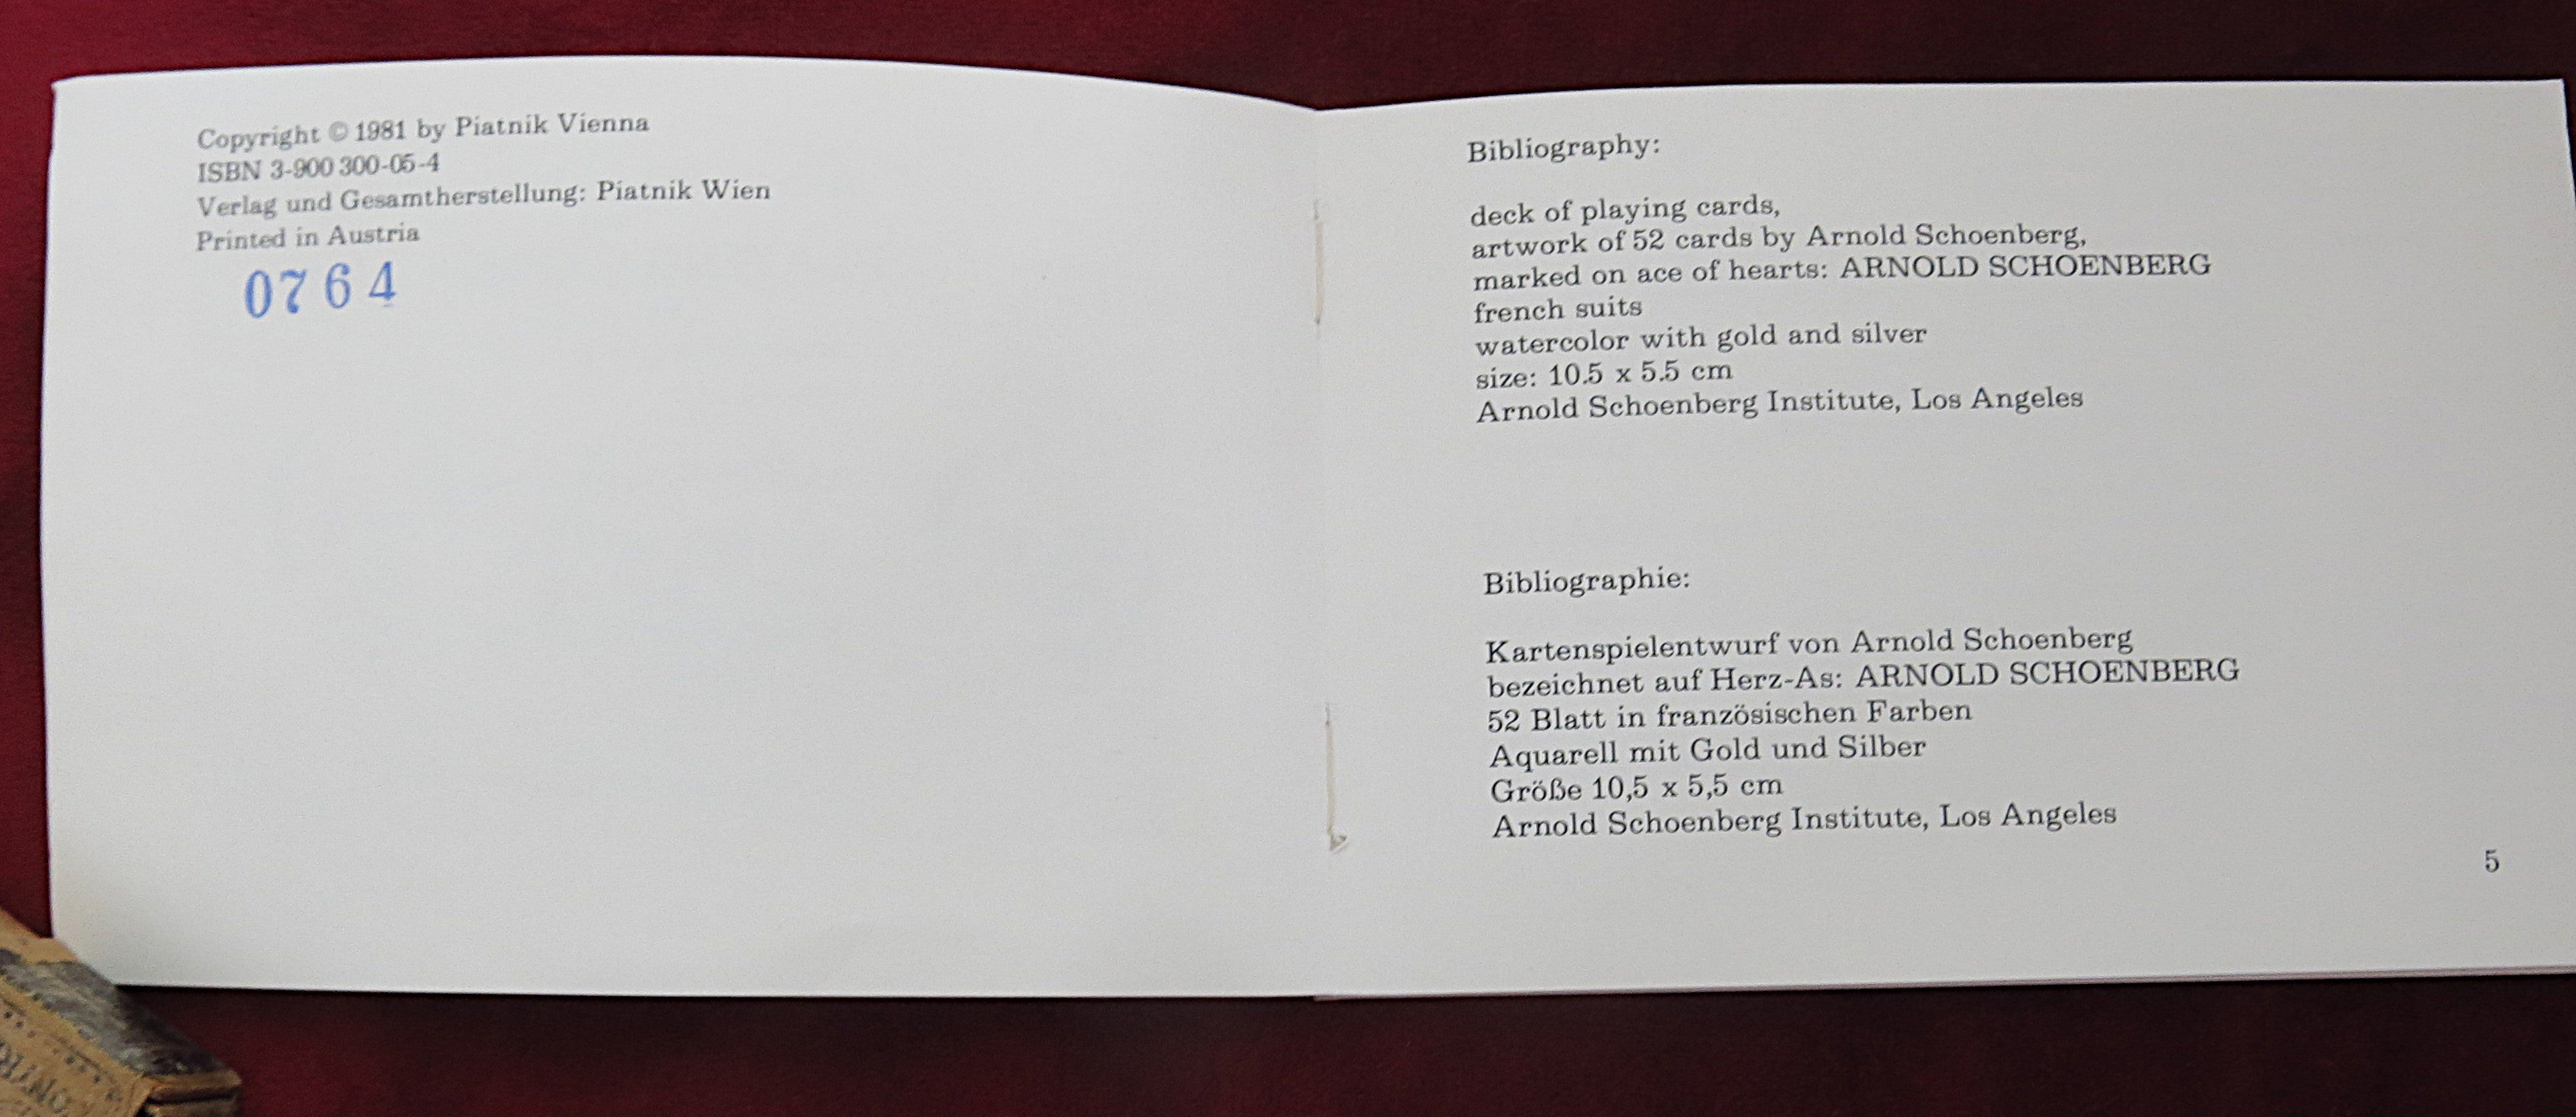 Copyright © 1981 by Piatnik Vienna
ISBN 3-900 300-05-4
Verlag und Gesamtherstellung: Piatnik Wien
Printed in Austria
0764
Bibliography:
deck of playing cards,
artwork of 52 cards by Arnold Schoenberg,
marked on ace of hearts: ARNOLD SCHOENBERG
french suits
watercolor with gold and silver
size: 10.5 x 5.5 cm
Arnold Schoenberg Institute, Los Angeles
Bibliographie:
Kartenspielentwurf von Arnold Schoenberg
bezeichnet auf Herz-As: ARNOLD SCHOENBERG
52 Blatt in französischen Farben
Aquarell mit Gold und Silber
Größe 10,5 x 5,5 cm
Arnold Schoenberg Institute, Los Angeles
5